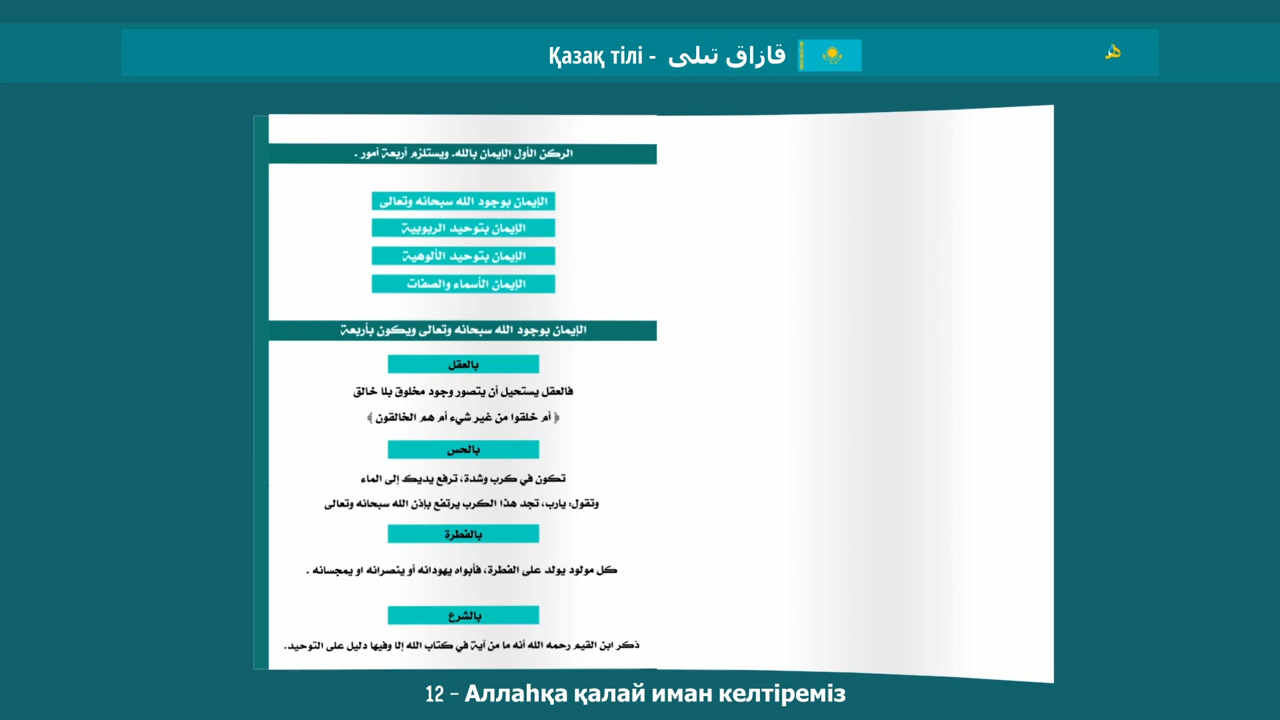 Қазақ тілі - قازاق تىلى
الركن الأول الإيمان بالله. ويستلزم أربعة أمور .
الإيمان بوجود الله سبحانه وتعالى
الإيمان بتوحيد الربوبية
الإيمان بتوحيد الألوهية
الإيمان الأسماء والصفات
الإيمان بوجود الله سبحانه وتعالى ويكون بأربعة
بالعقل
فالعقل يستحيل أن يتصور وجود مخلوق بلا خالق
﴿ أم خلقوا من غير شيء أم هم الخالقون ﴾
بالحس
تكون في كرب وشدة، ترفع يديك إلى الماء
وتقول: يارب، تجد هذا الكرب يرتفع بإذن الله سبحانه وتعالى
بالفطرة
كل مولود يولد على الفطرة، فأبواه يهودانه أو ينصرانه او يمجسانه .
بالشرع
ذكر ابن القيم رحمه الله أنه ما من آية في كتاب الله إلا وفيها دليل على التوحيد.
12 - Аллаһқа қалай иман келтіреміз